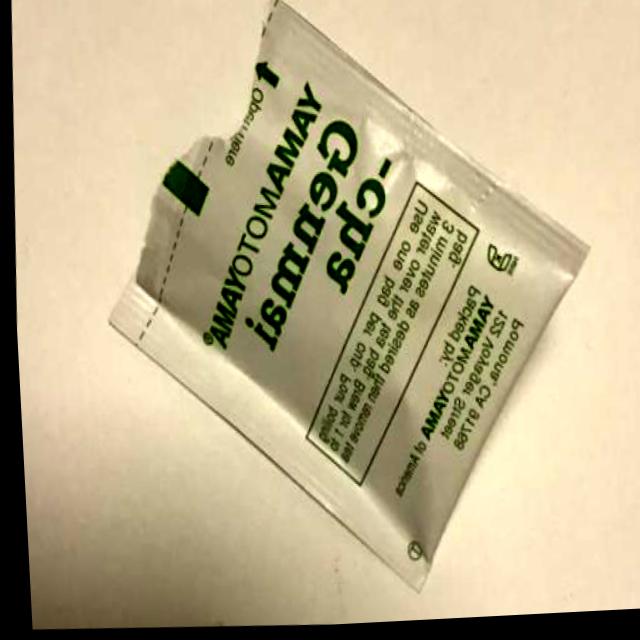 Open Here
YAMAMOTOYAMA®
Genmai
-cha
Use one bag per cup. Pour boiling
water over the tea bag. Brew for 1 to
3 minutes as desired then remove tea
bag.
Packed by:
YAMAMOTOYAMA of America
122 Voyager Street
Pomona, CA 91768